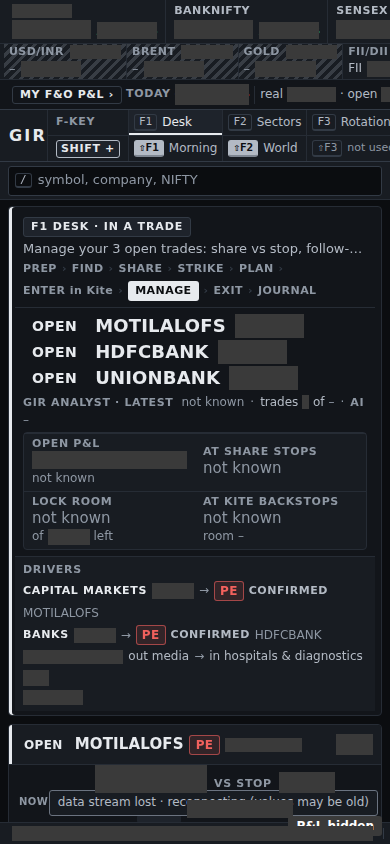 BANKNIFTY
SENSEX
USD/INR BRENT GOLD FII/DII
– – – FII
MY F&O P&L › TODAY real · open
GIR F-KEY F1 Desk F2 Sectors F3 Rotation
SHIFT + ⇧F1 Morning ⇧F2 World ⇧F3 not used
/ symbol, company, NIFTY
F1 DESK · IN A TRADE
Manage your 3 open trades: share stop, follow-…
PREP › FIND › SHARE › STRIKE › PLAN ›
ENTER in Kite › MANAGE › EXIT › JOURNAL
OPEN MOTILALOFS
OPEN HDFCBANK
OPEN UNIONBANK
GIR ANALYST · LATEST not known · trades of – · AI
–
OPEN P&L
not known
AT SHARE STOPS
not known
LOCK ROOM
not known
of left
AT KITE BACKSTOPS
not known
room –
DRIVERS
CAPITAL MARKETS → PE CONFIRMED
MOTILALOFS
BANKS → PE CONFIRMED HDFCBANK
out media → in hospitals & diagnostics
OPEN MOTILALOFS PE
VS STOP
NOW
data stream lost · reconnecting (values may be old)
P&L hidden